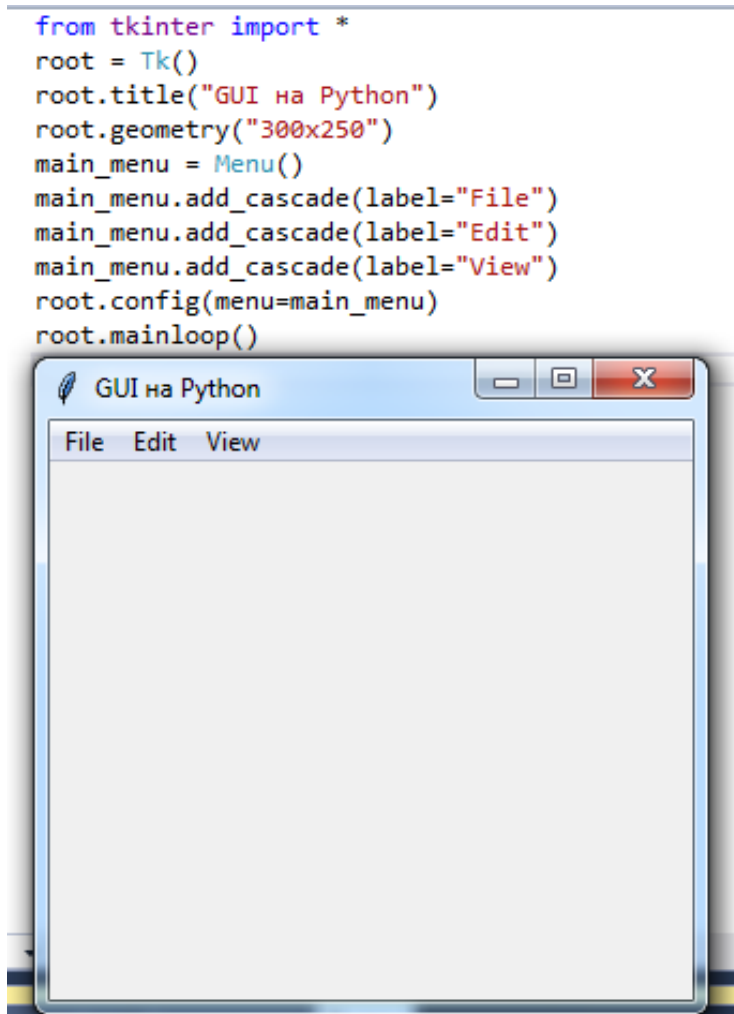 from tkinter import *
root = Tk()
root.title("GUI на Python")
root.geometry("300x250")
main_menu = Menu()
main_menu.add_cascade(label="File")
main_menu.add_cascade(label="Edit")
main_menu.add_cascade(label="View")
root.config(menu=main_menu)
root.mainloop()
GUI на Python
File Edit View